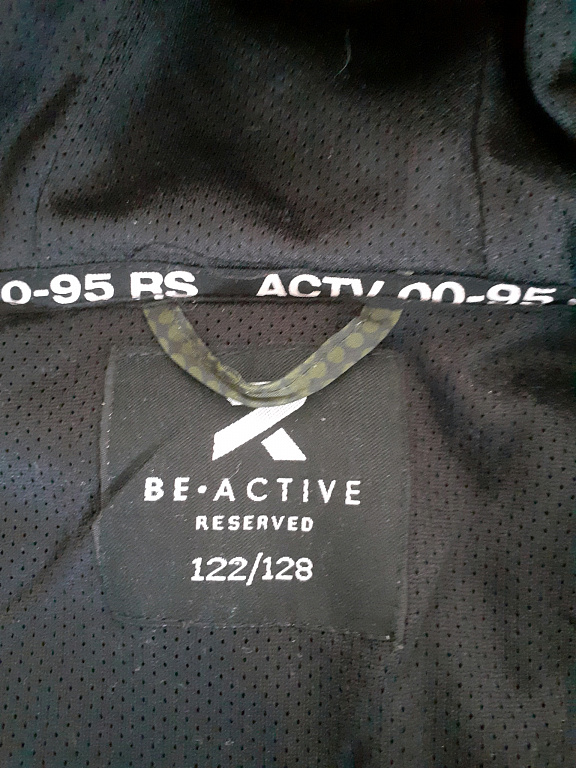 0-95 RS ACTV 00-95
BE•ACTIVE
RESERVED
122/128